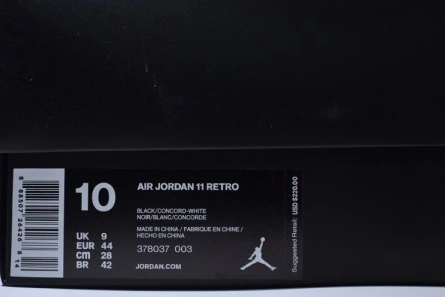 10
AIR JORDAN 11 RETRO
BLACK/CONCORD-WHITE
NOIR/BLANC/CONCORDE
MADE IN CHINA / FABRIQUE EN CHINE /
HECHO EN CHINA
378037 003
JORDAN.COM
UK 9
EUR 44
cm 28
BR 42
Suggested Retail: USD $220.00